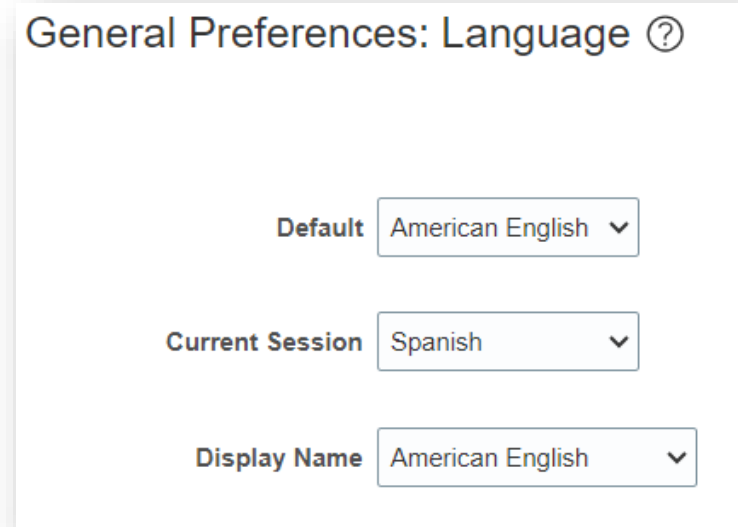 General Preferences: Language ?
Default American English
Current Session Spanish
Display Name American English